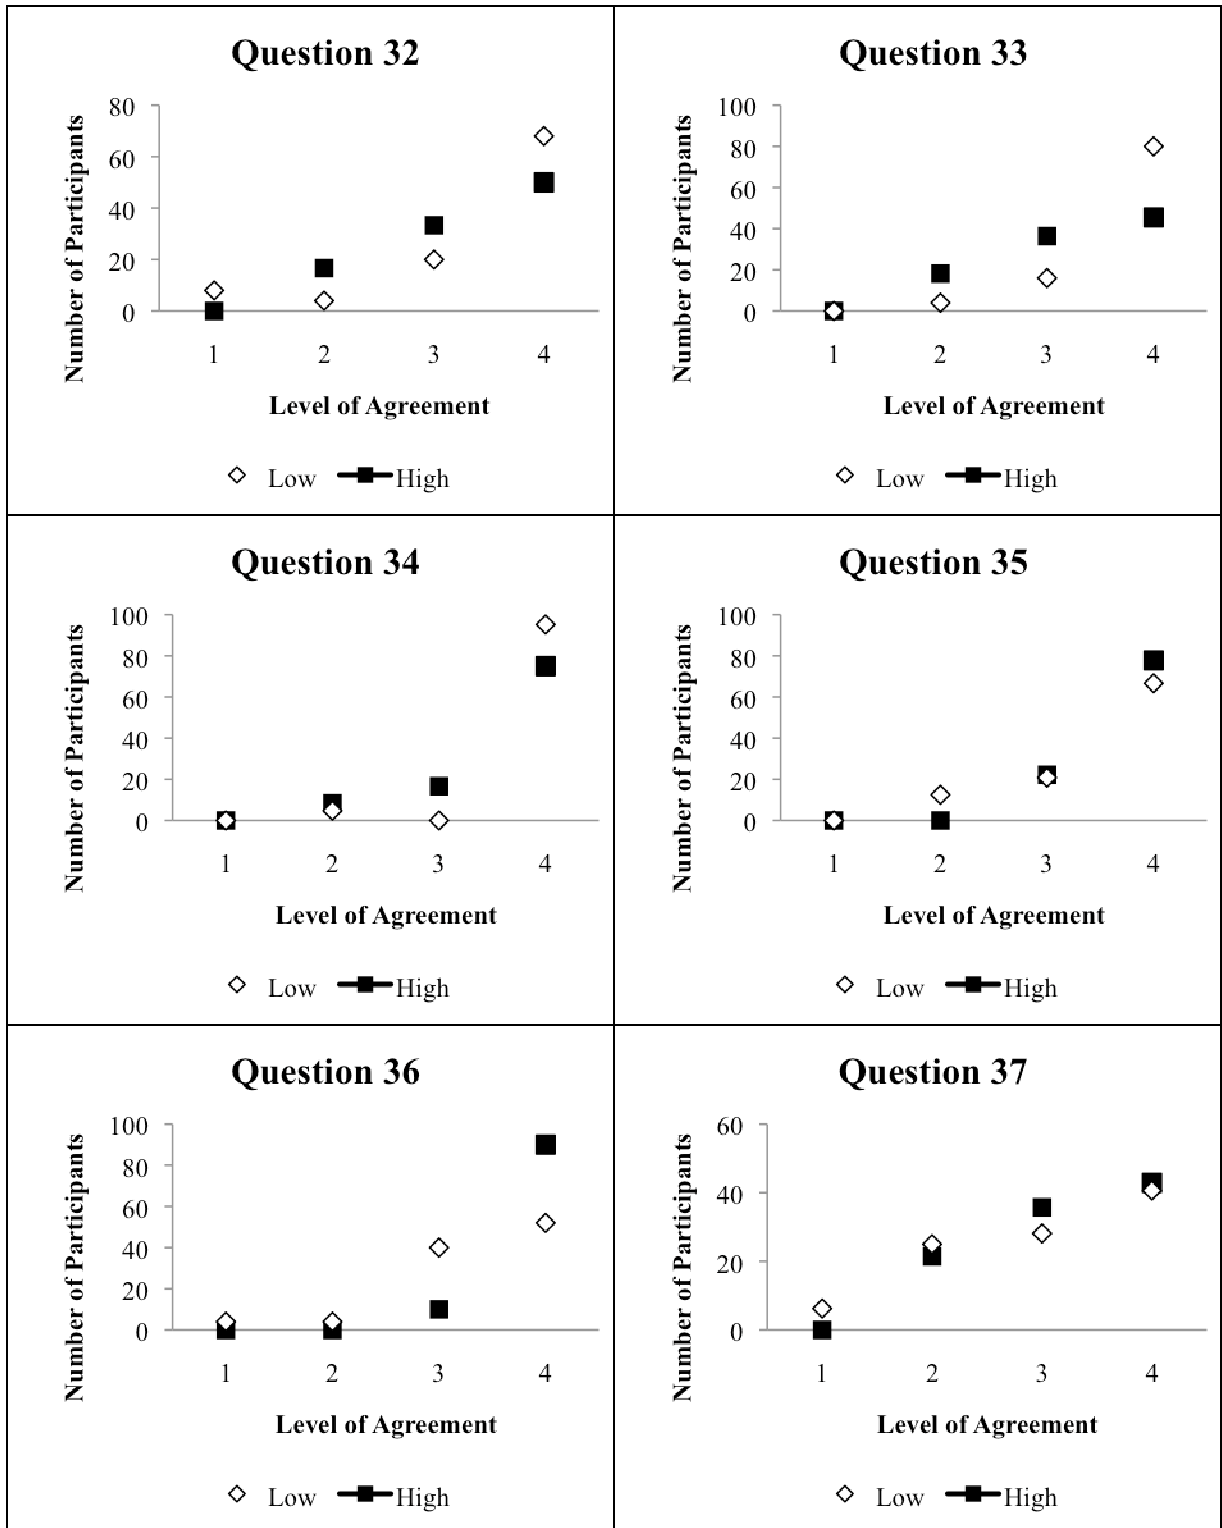 Question 32
Number of Participants
80
60
40
20
0
1 2 3 4
Level of Agreement
Low High
Question 33
Number of Participants
100
80
60
40
20
0
1 2 3 4
Level of Agreement
Low High
Question 34
Number of Participants
100
80
60
40
20
0
1 2 3 4
Level of Agreement
Low High
Question 35
Number of Participants
100
80
60
40
20
0
1 2 3 4
Level of Agreement
Low High
Question 36
Number of Participants
100
80
60
40
20
0
1 2 3 4
Level of Agreement
Low High
Question 37
Number of Participants
60
40
20
0
1 2 3 4
Level of Agreement
Low High